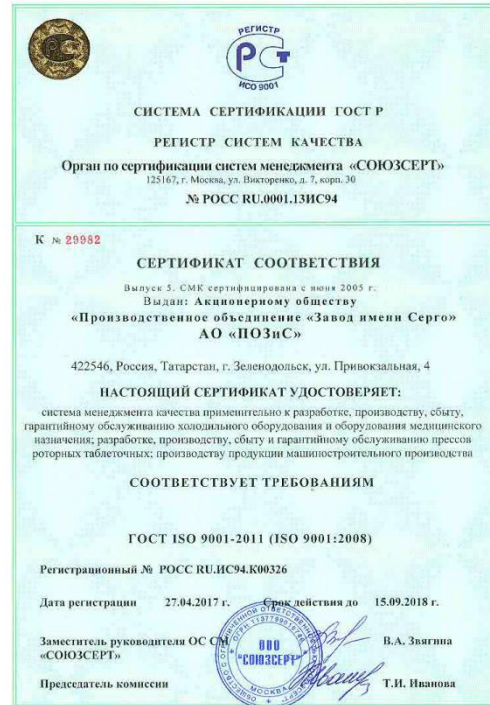 РЕГИСТР
РСТ
ИСО 9001
СИСТЕМА СЕРТИФИКАЦИИ ГОСТ Р
РЕГИСТР СИСТЕМ КАЧЕСТВА
Орган по сертификации систем менеджмента «СОЮЗСЕРТ»
125167, г. Москва, ул. Викторенко, д. 7, корп. 30
№ РОСС RU.0001.13ИС94
К № 29982
СЕРТИФИКАТ СООТВЕТСТВИЯ
Выпуск 5. СМК сертифицирована с июня 2005 г.
Выдан: Акционерному обществу
«Производственное объединение «Завод имени Серго»
АО «ПОЗиС»
422546, Россия, Татарстан, г. Зеленодольск, ул. Привокзальная, 4
НАСТОЯЩИЙ СЕРТИФИКАТ УДОСТОВЕРЯЕТ:
система менеджмента качества применительно к разработке, производству, сбыту,
гарантийному обслуживанию холодильного оборудования и оборудования медицинского
назначения; разработке, производству, сбыту и гарантийному обслуживанию прессов
роторных таблеточных; производству продукции машиностроительного производства
СООТВЕТСТВУЕТ ТРЕБОВАНИЯМ
ГОСТ ISO 9001-2011 (ISO 9001:2008)
Регистрационный № РОСС RU.ИС94.К00326
Дата регистрации 27.04.2017 г. Срок действия до 15.09.2018 г.
Заместитель руководителя ОС СМ В.А. Звягина
«СОЮЗСЕРТ»
ООО
"СОЮЗСЕРТ"
МОСКВА
Председатель комиссии Т.И. Иванова